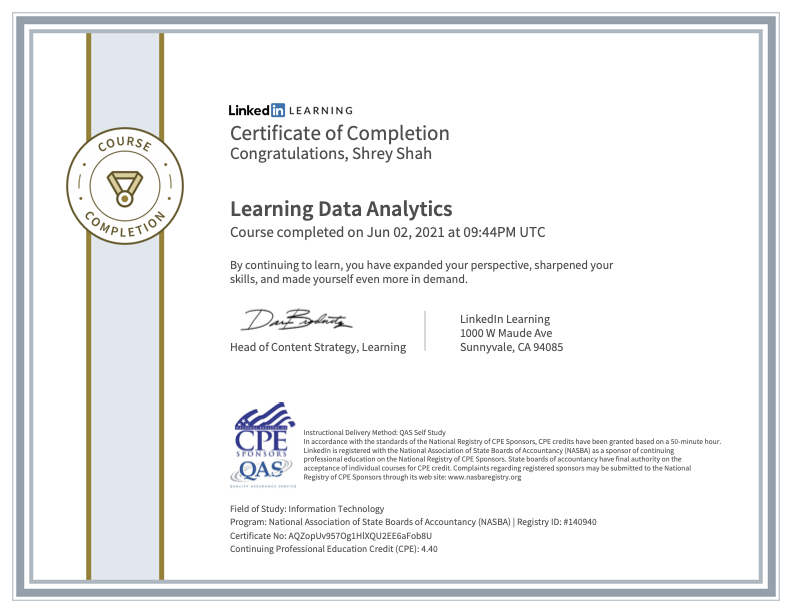 LinkedIn LEARNING
Certificate of Completion
Congratulations, Shrey Shah
COURSE
COMPLETION
Learning Data Analytics
Course completed on Jun 02, 2021 at 09:44PM UTC
By continuing to learn, you have expanded your perspective, sharpened your
skills, and made yourself even more in demand.
Head of Content Strategy, Learning
LinkedIn Learning
1000 W Maude Ave
Sunnyvale, CA 94085
CPE
SPONSORS
QAS
QUALITY ASSURANCE SERVICE
Instructional Delivery Method: QAS Self Study
In accordance with the standards of the National Registry of CPE Sponsors, CPE credits have been granted based on a 50-minute hour.
LinkedIn is registered with the National Association of State Boards of Accountancy (NASBA) as a sponsor of continuing
professional education on the National Registry of CPE Sponsors. State boards of accountancy have final authority on the
acceptance of individual courses for CPE credit. Complaints regarding registered sponsors may be submitted to the National
Registry of CPE Sponsors through its web site: www.nasbaregistry.org
Field of Study: Information Technology
Program: National Association of State Boards of Accountancy (NASBA) | Registry ID: #140940
Certificate No: AQZopUv957Og1HlXQU2EE6aFob8U
Continuing Professional Education Credit (CPE): 4.40